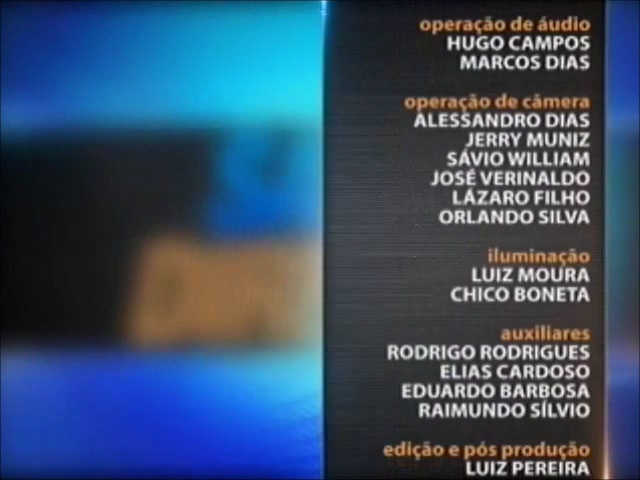 operação de áudio
HUGO CAMPOS
MARCOS DIAS
operação de câmera
ALESSANDRO DIAS
JERRY MUNIZ
SÁVIO WILLIAM
JOSÉ VERINALDO
LÁZARO FILHO
ORLANDO SILVA
iluminação
LUIZ MOURA
CHICO BONETA
auxiliares
RODRIGO RODRIGUES
ELIAS CARDOSO
EDUARDO BARBOSA
RAIMUNDO SÍLVIO
edição e pós produção
LUIZ PEREIRA